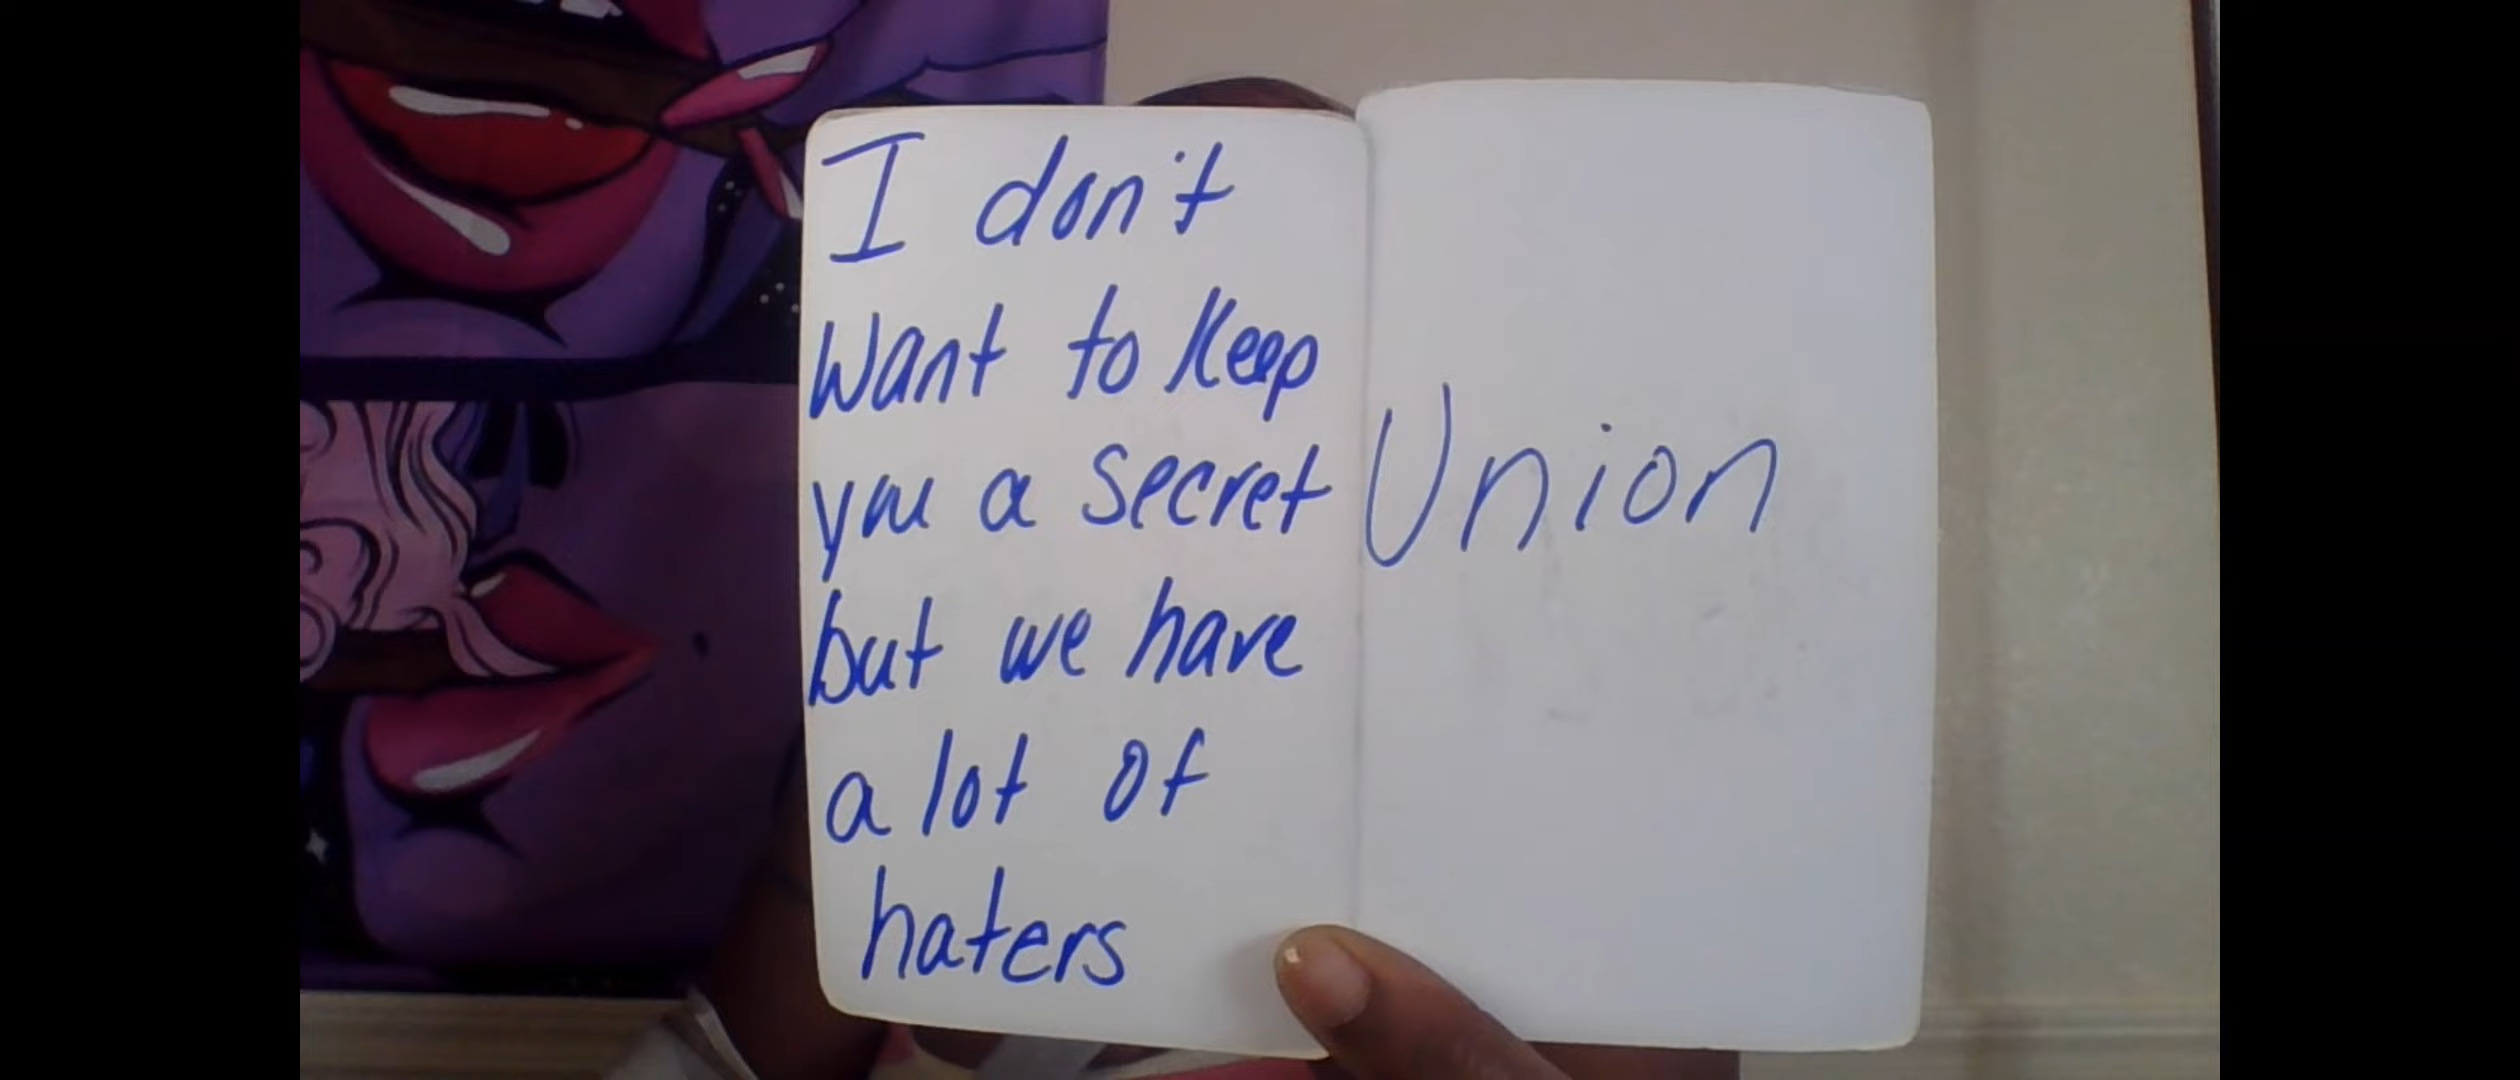 I don't
want to keep
you a secret
but we have
a lot of
haters
Union